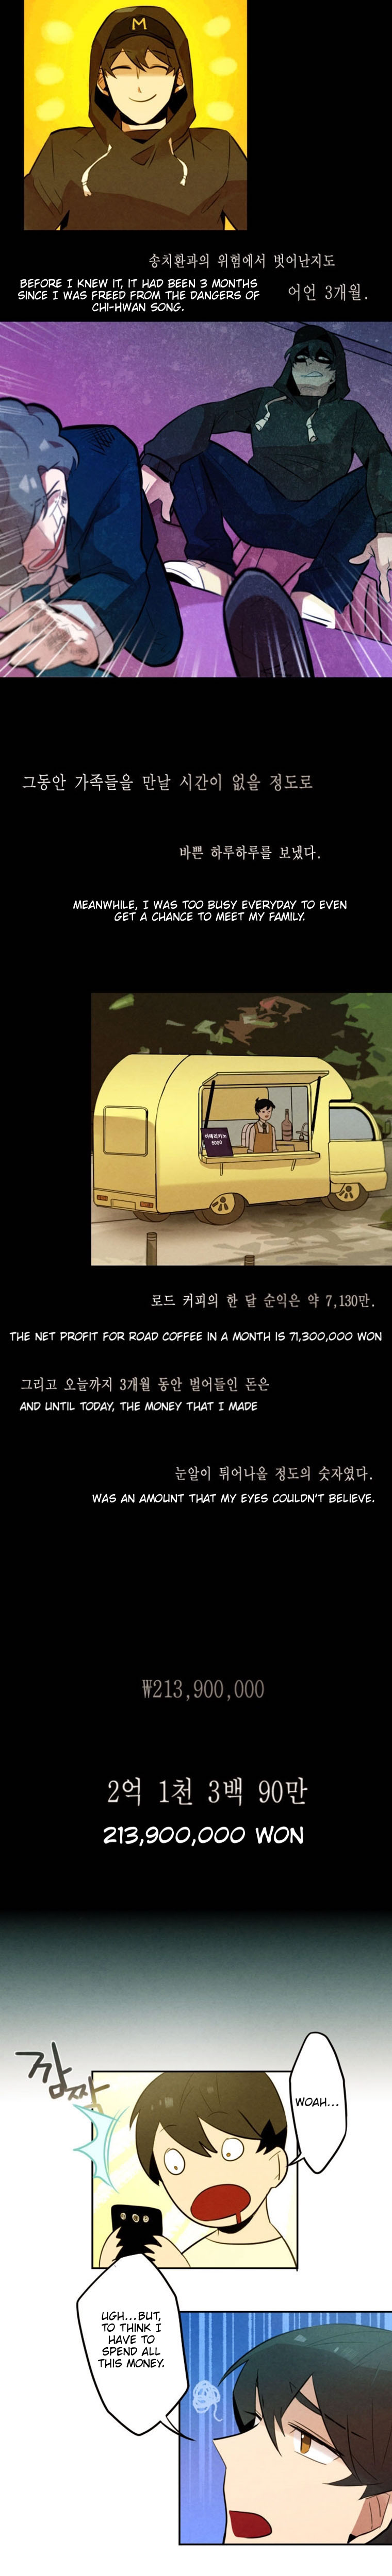 M
송치환과의 위험에서 벗어난지도
어언 3개월.
BEFORE I KNEW IT, IT HAD BEEN 3 MONTHS
SINCE I WAS FREED FROM THE DANGERS OF
CHI-HWAN SONG.
그동안 가족들을 만날 시간이 없을 정도로
바쁜 하루하루를 보냈다.
MEANWHILE, I WAS TOO BUSY EVERYDAY TO EVEN
GET A CHANCE TO MEET MY FAMILY.
아메리카노
5000
로드 커피의 한 달 순익은 약 7,130만.
THE NET PROFIT FOR ROAD COFFEE IN A MONTH IS 71,300,000 WON
그리고 오늘까지 3개월 동안 벌어들인 돈은
AND UNTIL TODAY, THE MONEY THAT I MADE
눈알이 튀어나올 정도의 숫자였다.
WAS AN AMOUNT THAT MY EYES COULDN'T BELIEVE.
₩213,900,000
2억 1천 3백 90만
213,900,000 WON
깜짝
WOAH...
UGH...BUT,
TO THINK I
HAVE TO
SPEND ALL
THIS MONEY.